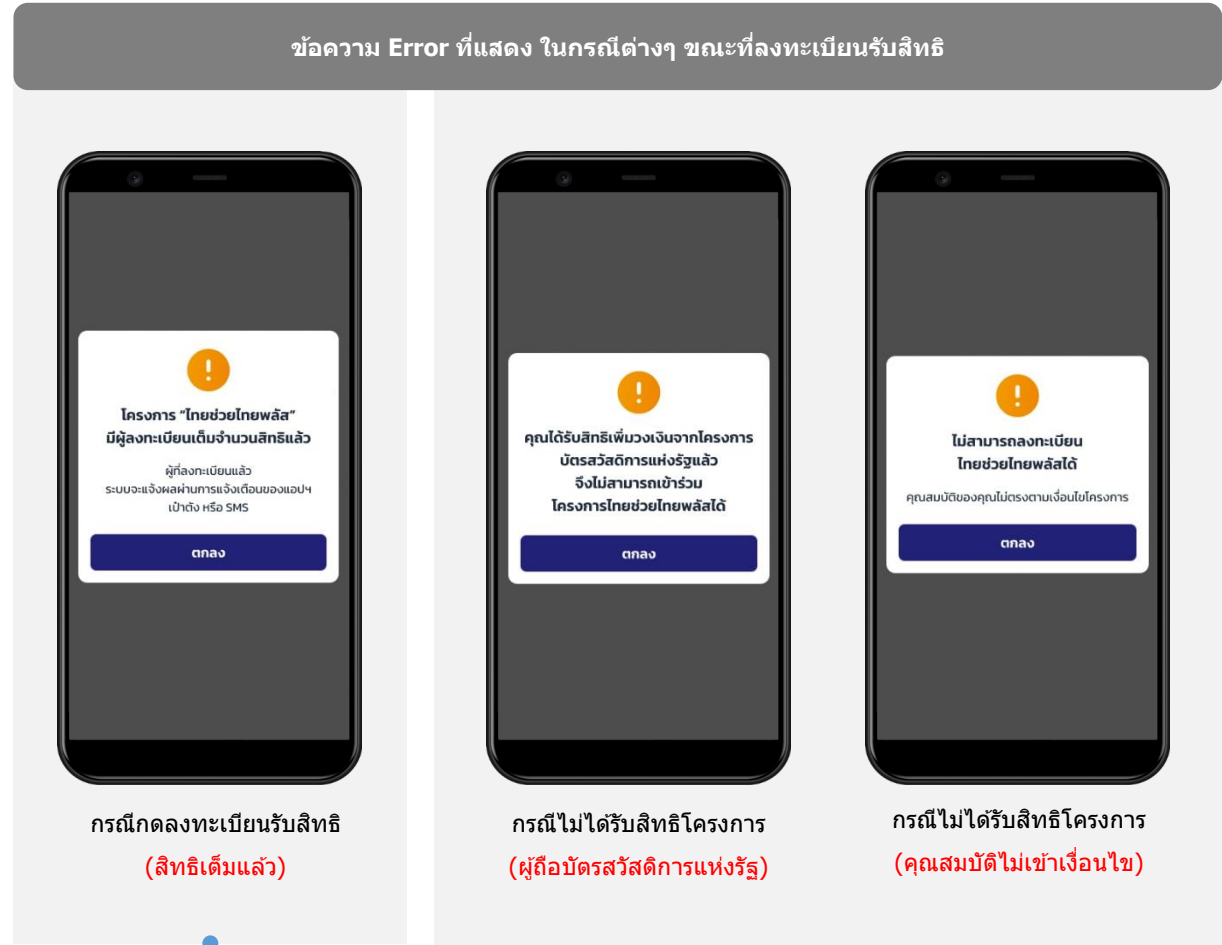 ข้อความ Error ที่แสดง ในกรณีต่างๆ ขณะที่ลงทะเบียนรับสิทธิ
!
โครงการ “ไทยช่วยไทยพลัส”
มีผู้ลงทะเบียนเต็มจำนวนสิทธิแล้ว
ผู้ที่ลงทะเบียนแล้ว
ระบบจะแจ้งผลผ่านการแจ้งเตือนของแอปฯ
เป๋าตัง หรือ SMS
ตกลง
กรณีกดลงทะเบียนรับสิทธิ
(สิทธิเต็มแล้ว)
!
คุณได้รับสิทธิเพิ่มวงเงินจากโครงการ
บัตรสวัสดิการแห่งรัฐแล้ว
จึงไม่สามารถเข้าร่วม
โครงการไทยช่วยไทยพลัสได้
ตกลง
กรณีไม่ได้รับสิทธิโครงการ
(ผู้ถือบัตรสวัสดิการแห่งรัฐ)
!
ไม่สามารถลงทะเบียน
ไทยช่วยไทยพลัสได้
คุณสมบัติของคุณไม่ตรงตามเงื่อนไขโครงการ
ตกลง
กรณีไม่ได้รับสิทธิโครงการ
(คุณสมบัติไม่เข้าเงื่อนไข)